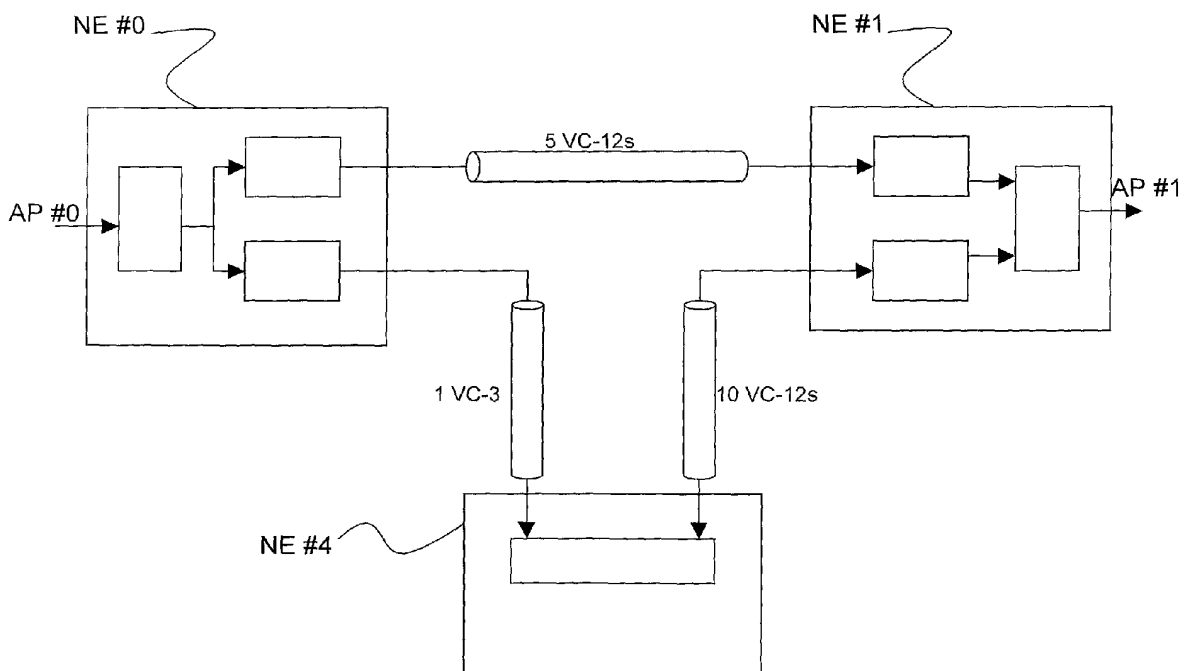 NE #0
NE #1
5 VC-12s
AP #0
AP #1
1 VC-3
10 VC-12s
NE #4